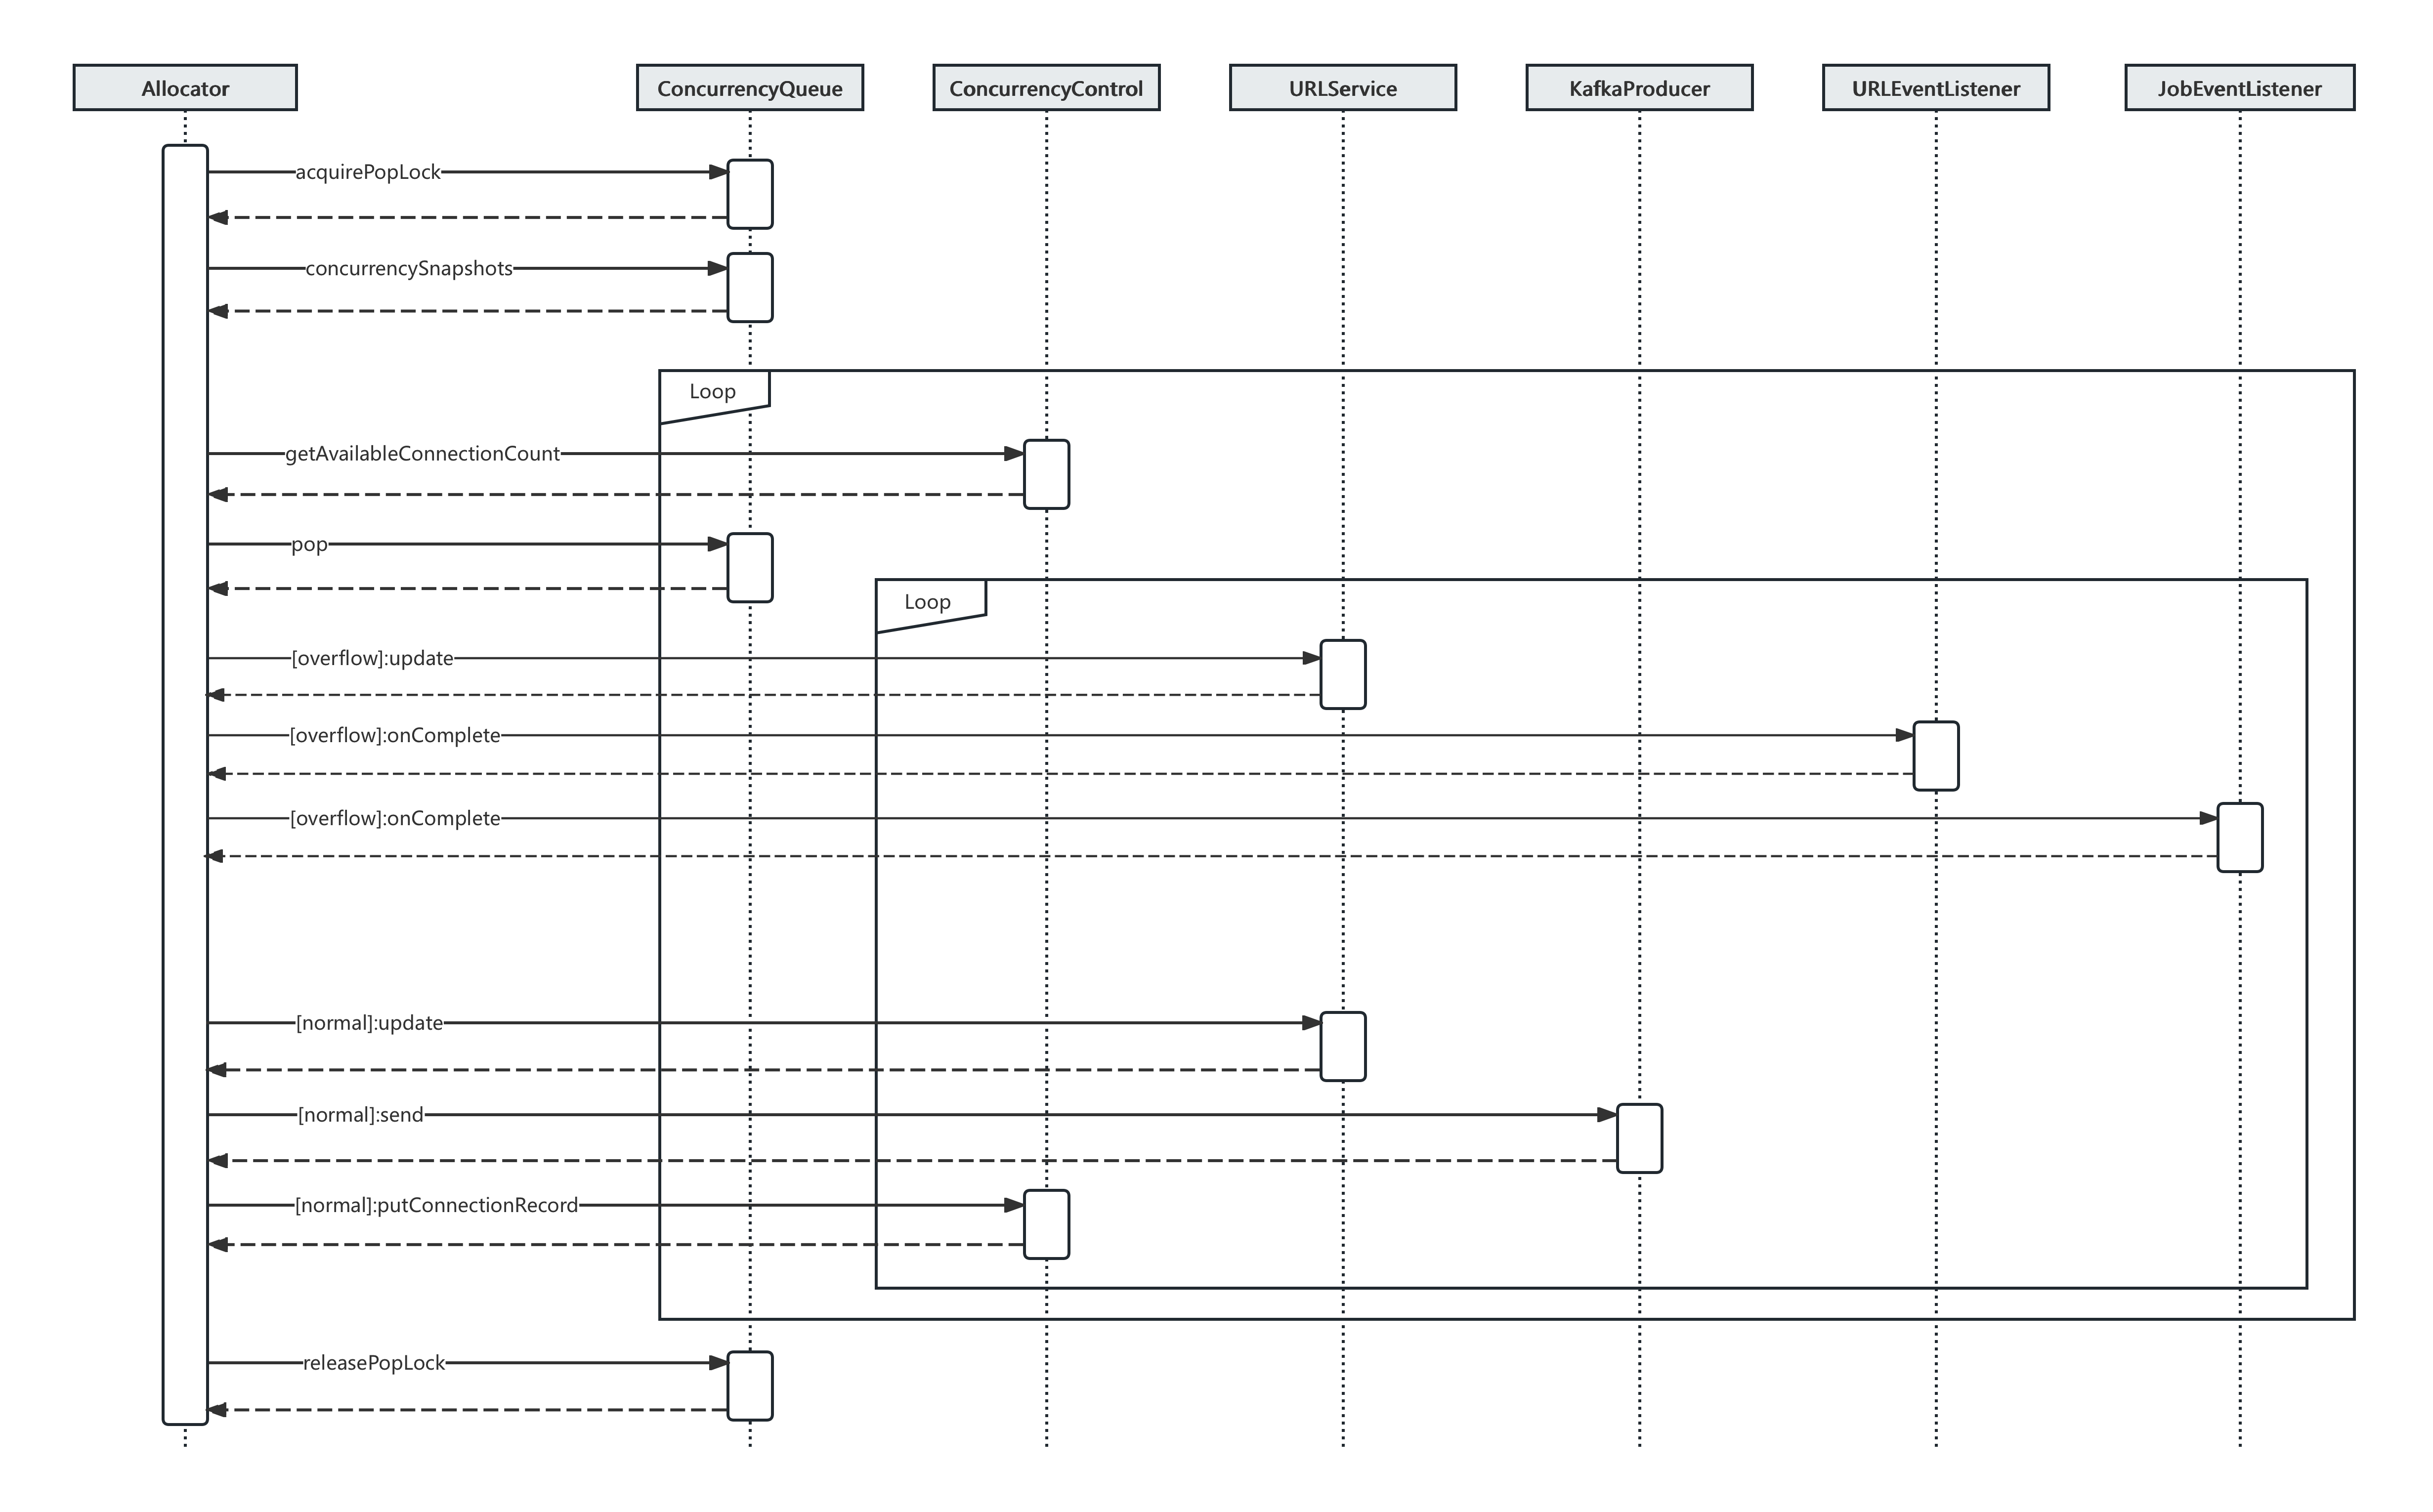 Allocator
ConcurrencyQueue
ConcurrencyControl
URLService
KafkaProducer
URLEventListener
JobEventListener
acquirePopLock
concurrencySnapshots
Loop
getAvailableConnectionCount
pop
Loop
[overflow]:update
[overflow]:onComplete
[overflow]:onComplete
[normal]:update
[normal]:send
[normal]:putConnectionRecord
releasePopLock